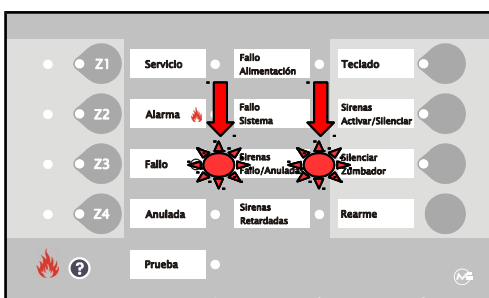 Z1 Servicio Fallo Teclado
Alimentación
Z2 Alarma Fallo Sirenas
Sistema Activar/Silenciar
Z3 Fallo Sirenas Silenciar
Fallo/Anulada Zumbador
Z4 Anulada Sirenas Rearme
Retardadas
Prueba
?